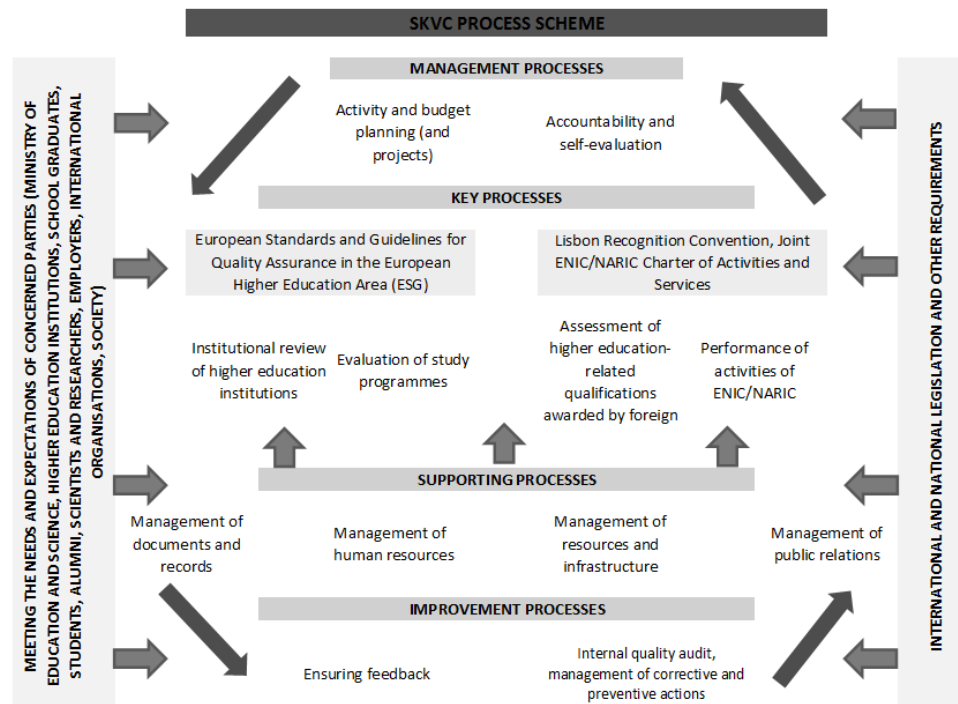 SKVC PROCESS SCHEME
MEETING THE NEEDS AND EXPECTATIONS OF CONCERNED PARTIES (MINISTRY OF
EDUCATION AND SCIENCE, HIGHER EDUCATION INSTITUTIONS, SCHOOL GRADUATES,
STUDENTS, ALUMNI, SCIENTISTS AND RESEARCHERS, EMPLOYERS, INTERNATIONAL
ORGANISATIONS, SOCIETY)
MANAGEMENT PROCESSES
Activity and budget
planning (and
projects)
Accountability and
self-evaluation
KEY PROCESSES
European Standards and Guidelines for
Quality Assurance in the European
Higher Education Area (ESG)
Lisbon Recognition Convention, Joint
ENIC/NARIC Charter of Activities and
Services
Institutional review
of higher education
institutions
Evaluation of study
programmes
Assessment of
higher education-
related
qualifications
awarded by foreign
Performance of
activities of
ENIC/NARIC
SUPPORTING PROCESSES
Management of
documents and
records
Management of
human resources
Management of
resources and
infrastructure
Management of
public relations
IMPROVEMENT PROCESSES
Ensuring feedback
Internal quality audit,
management of corrective and
preventive actions
INTERNATIONAL AND NATIONAL LEGISLATION AND OTHER REQUIREMENTS